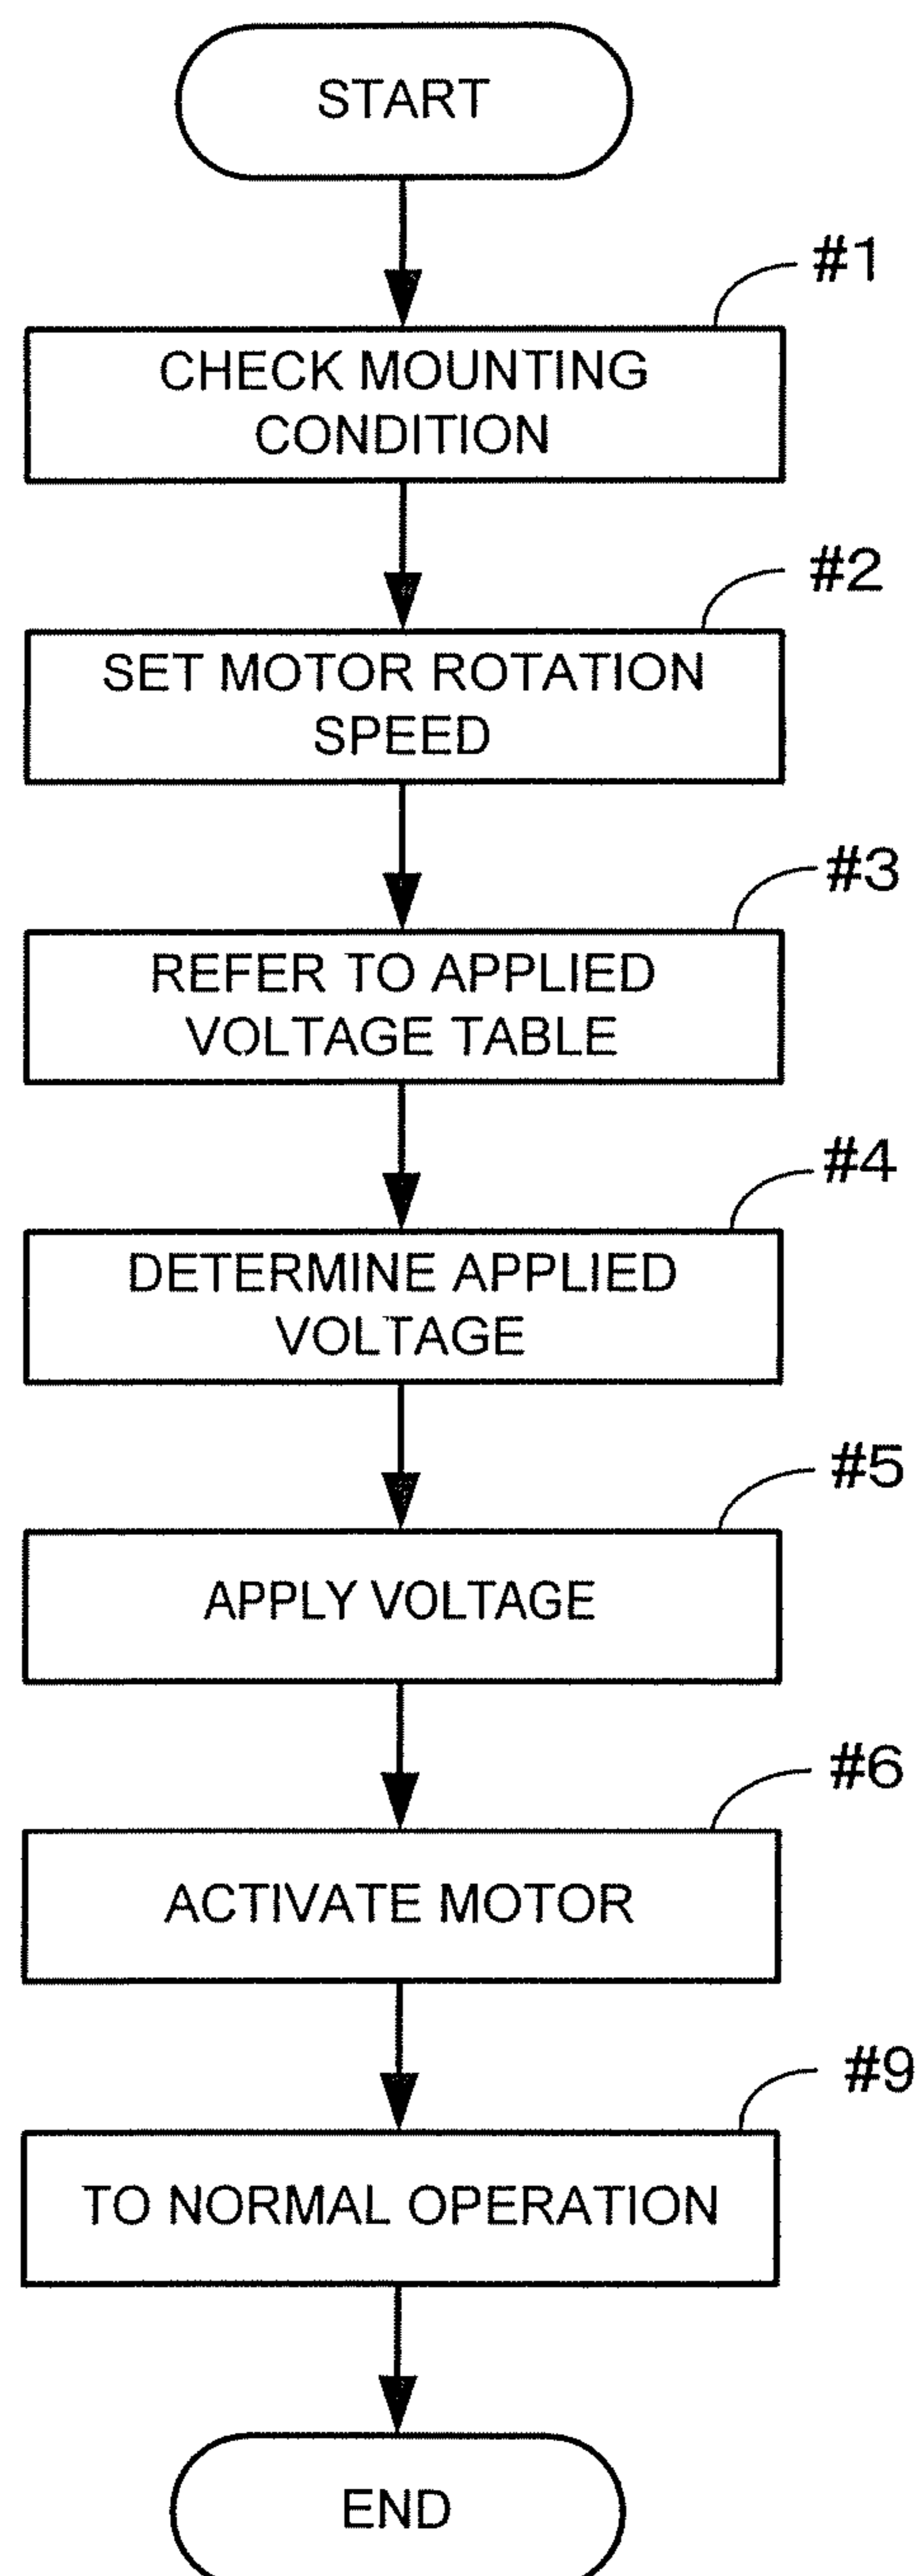 START
#1
CHECK MOUNTING
CONDITION
#2
SET MOTOR ROTATION
SPEED
#3
REFER TO APPLIED
VOLTAGE TABLE
#4
DETERMINE APPLIED
VOLTAGE
#5
APPLY VOLTAGE
#6
ACTIVATE MOTOR
#9
TO NORMAL OPERATION
END